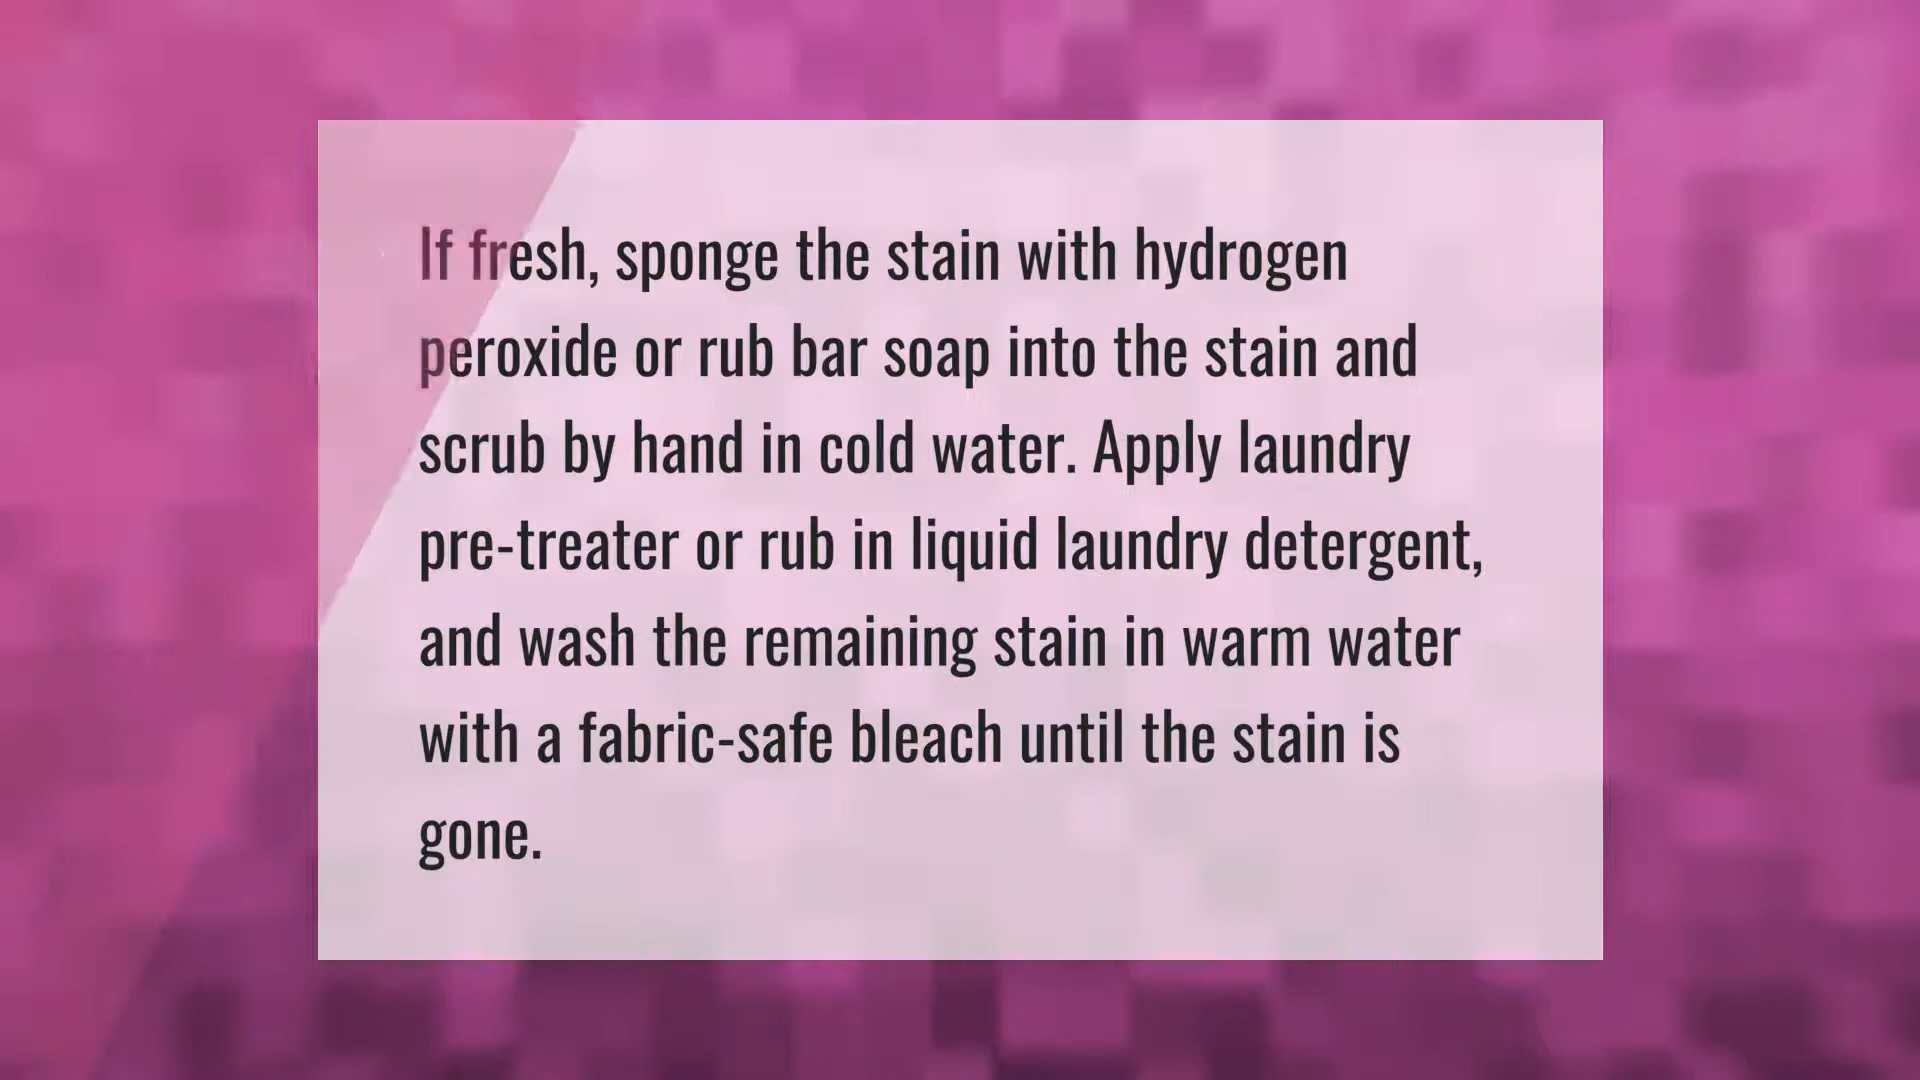 If fresh, sponge the stain with hydrogen
peroxide or rub bar soap into the stain and
scrub by hand in cold water. Apply laundry
pre-treater or rub in liquid laundry detergent,
and wash the remaining stain in warm water
with a fabric-safe bleach until the stain is
gone.